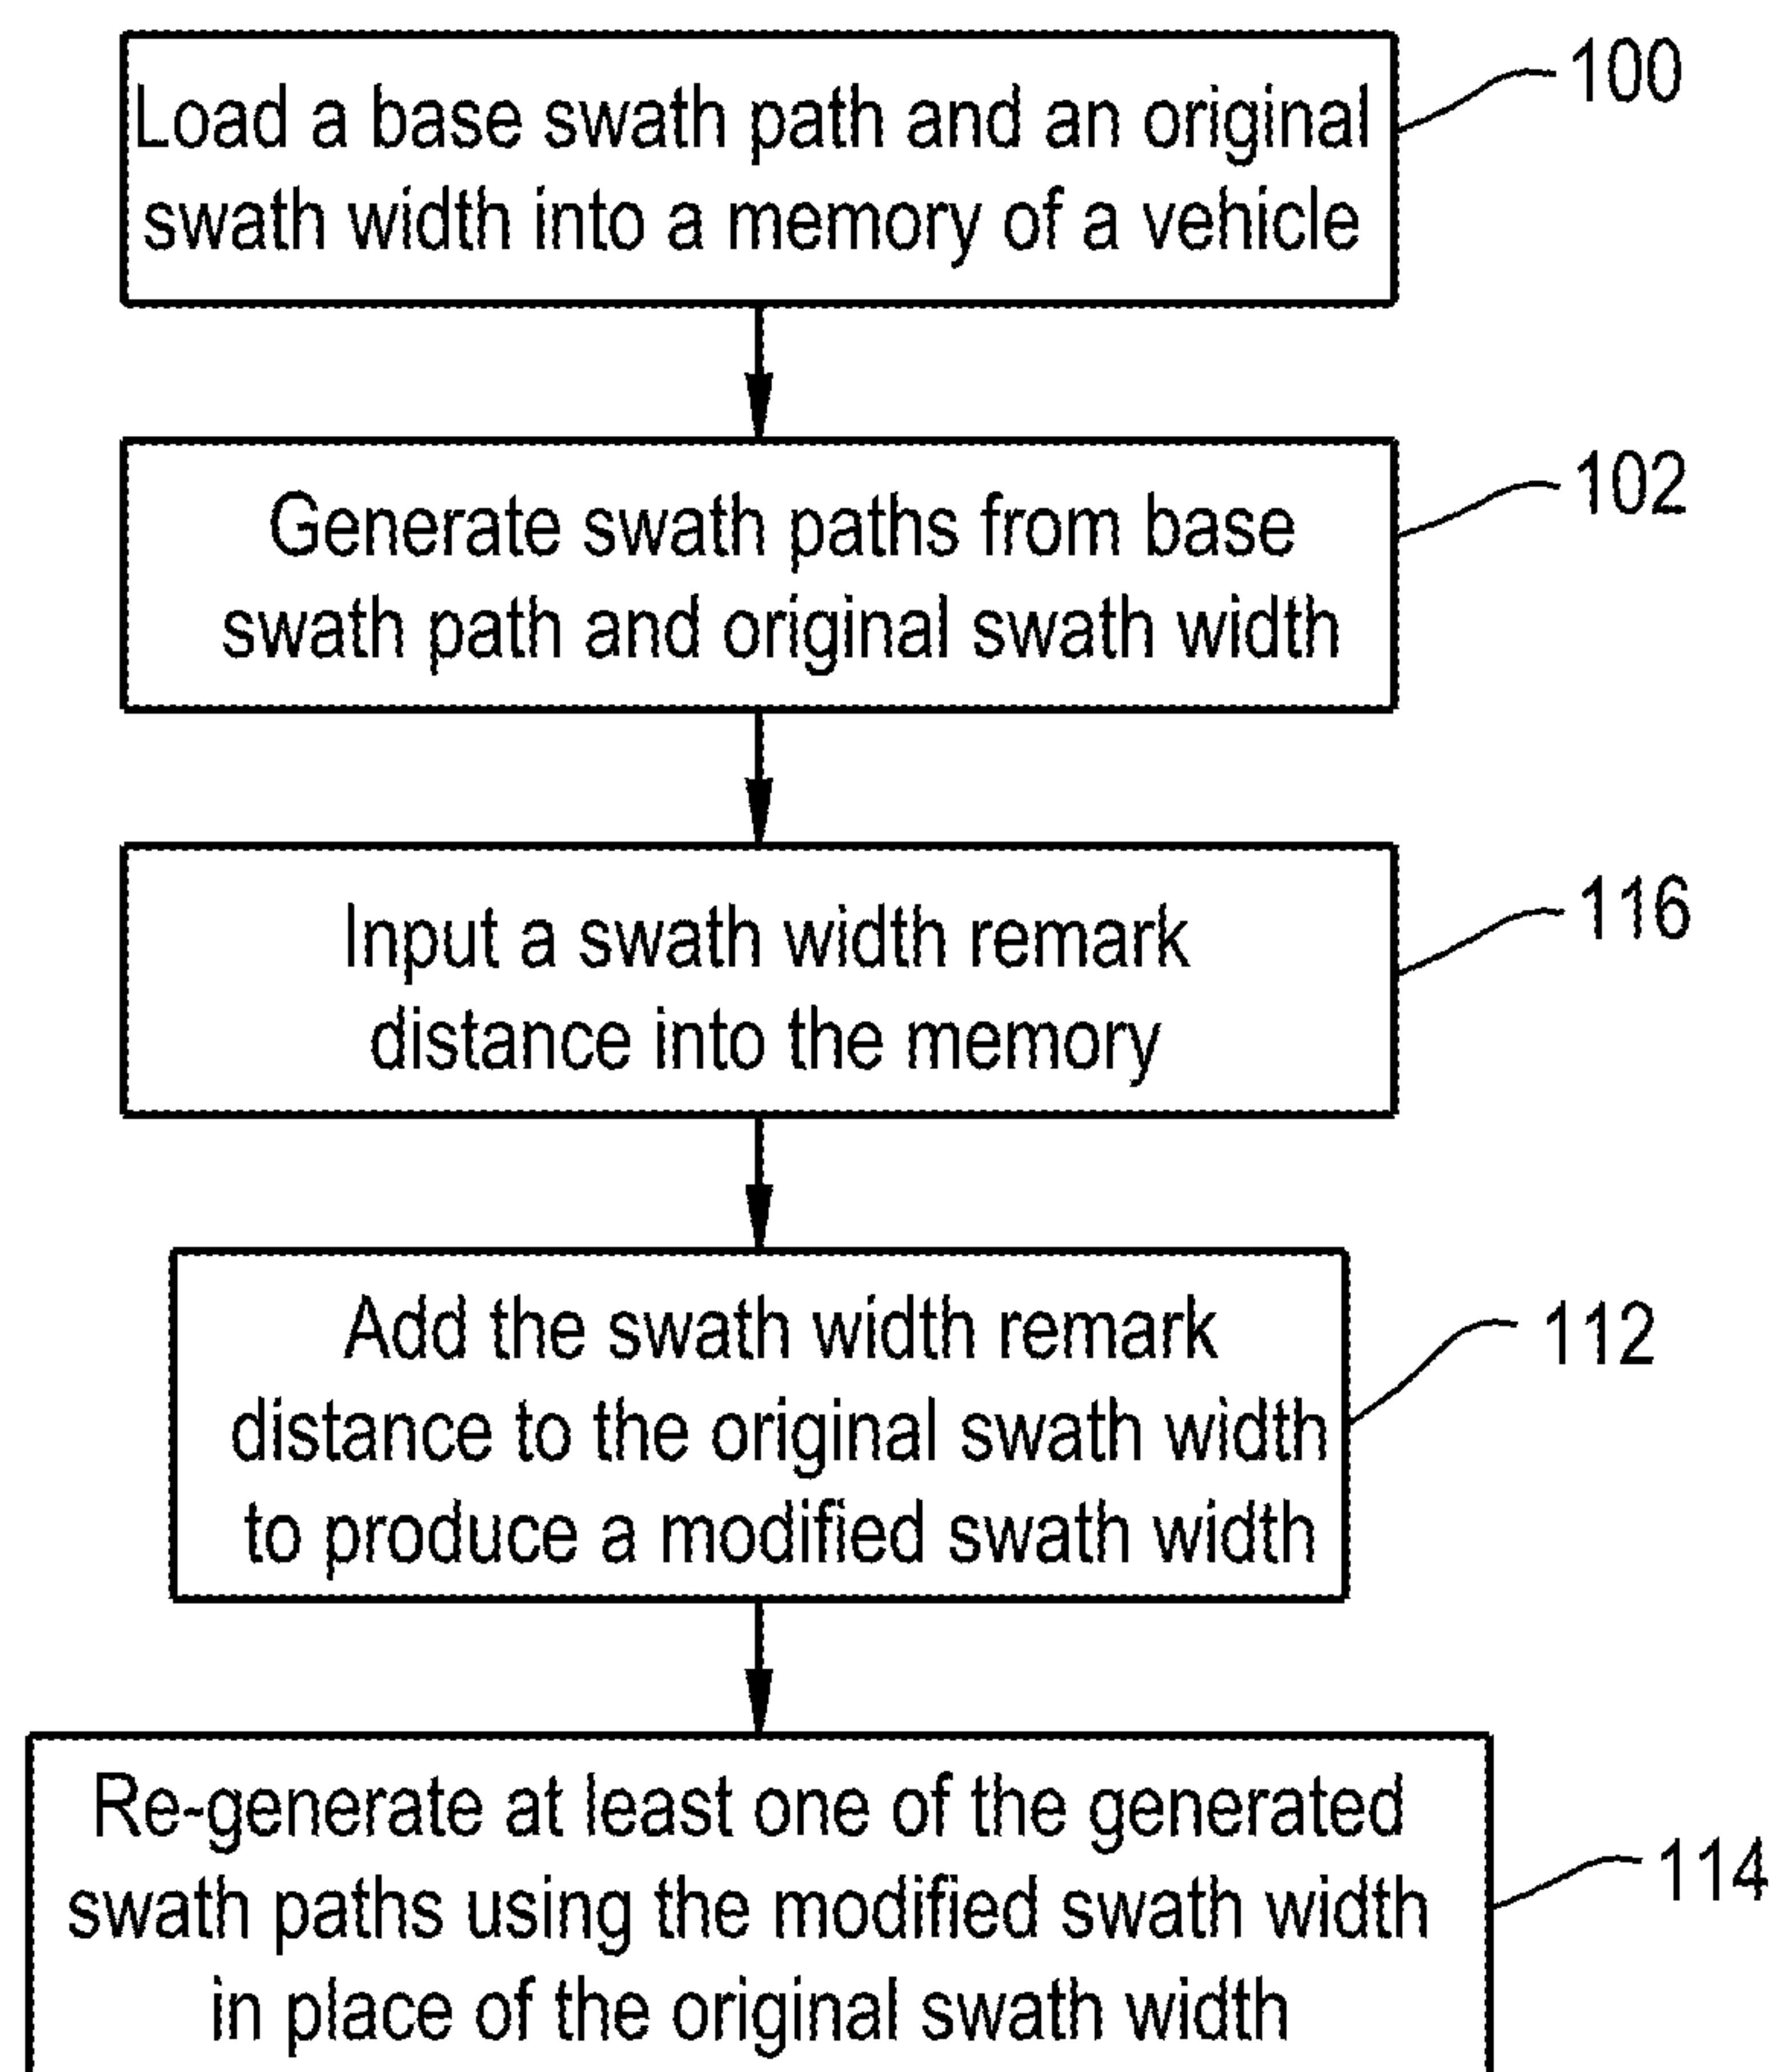 Load a base swath path and an original
swath width into a memory of a vehicle
100
Generate swath paths from base
swath path and original swath width
102
Input a swath width remark
distance into the memory
116
Add the swath width remark
distance to the original swath width
to produce a modified swath width
112
Re-generate at least one of the generated
swath paths using the modified swath width
in place of the original swath width
114